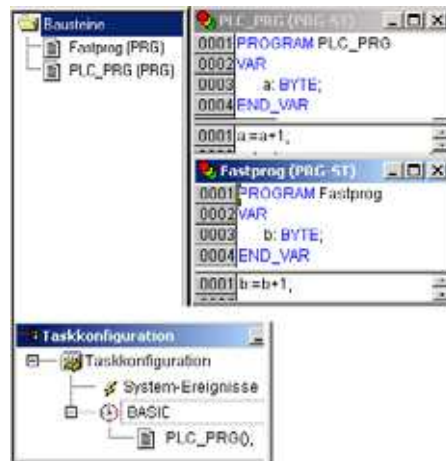 Bausteine
Fastprog (PRG)
PLC_PRG (PRG)
PLC_PRG (PRG-ST)
0001 PROGRAM PLC_PRG
0002 VAR
0003 a: BYTE;
0004 END_VAR
0001 a:=a+1;
Fastprog (PRG-ST)
0001 PROGRAM Fastprog
0002 VAR
0003 b: BYTE;
0004 END_VAR
0001 b:=b+1;
Taskkonfiguration
Taskkonfiguration
System-Ereignisse
BASIC
PLC_PRG();